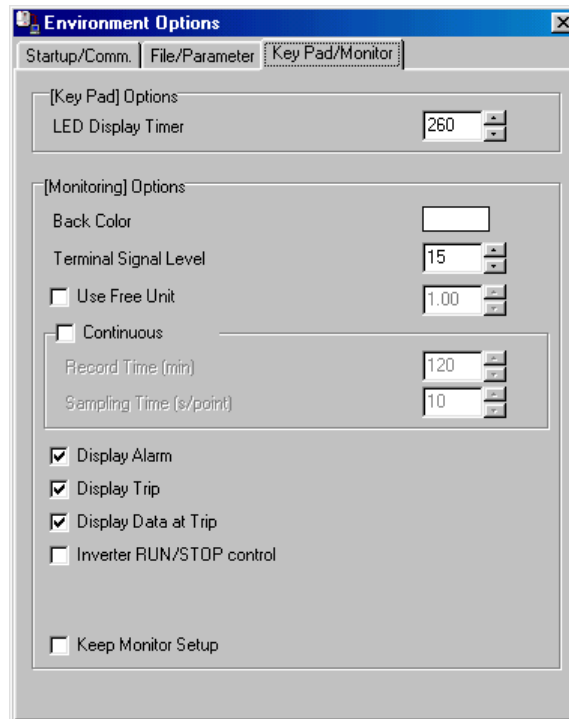 Environment Options
Startup/Comm. File/Parameter Key Pad/Monitor
[Key Pad] Options
LED Display Timer 260
[Monitoring] Options
Back Color
Terminal Signal Level 15
Use Free Unit 1.00
Continuous
Record Time (min) 120
Sampling Time (s/point) 10
Display Alarm
Display Trip
Display Data at Trip
Inverter RUN/STOP control
Keep Monitor Setup